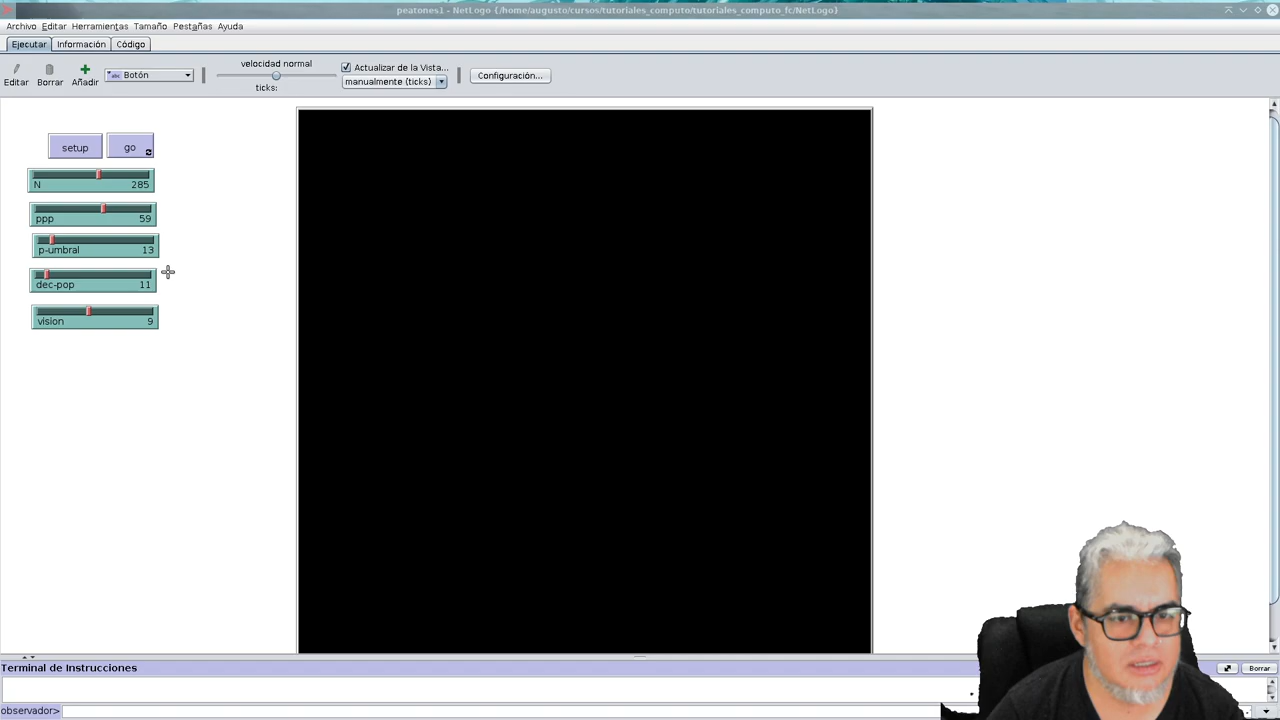 peatones1 - NetLogo {/home/augusto/cursos/tutoriales_computo/tutoriales_computo_fc/NetLogo}
Archivo Editar Herramientas Tamaño Pestañas Ayuda
Ejecutar Información Código
Editar Borrar Añadir Botón velocidad normal ticks: Actualizar de la Vista... manualmente (ticks) Configuración...
setup go
N 285
ppp 59
p-umbral 13
dec-pop 11
vision 9
Terminal de Instrucciones Borrar
observador>